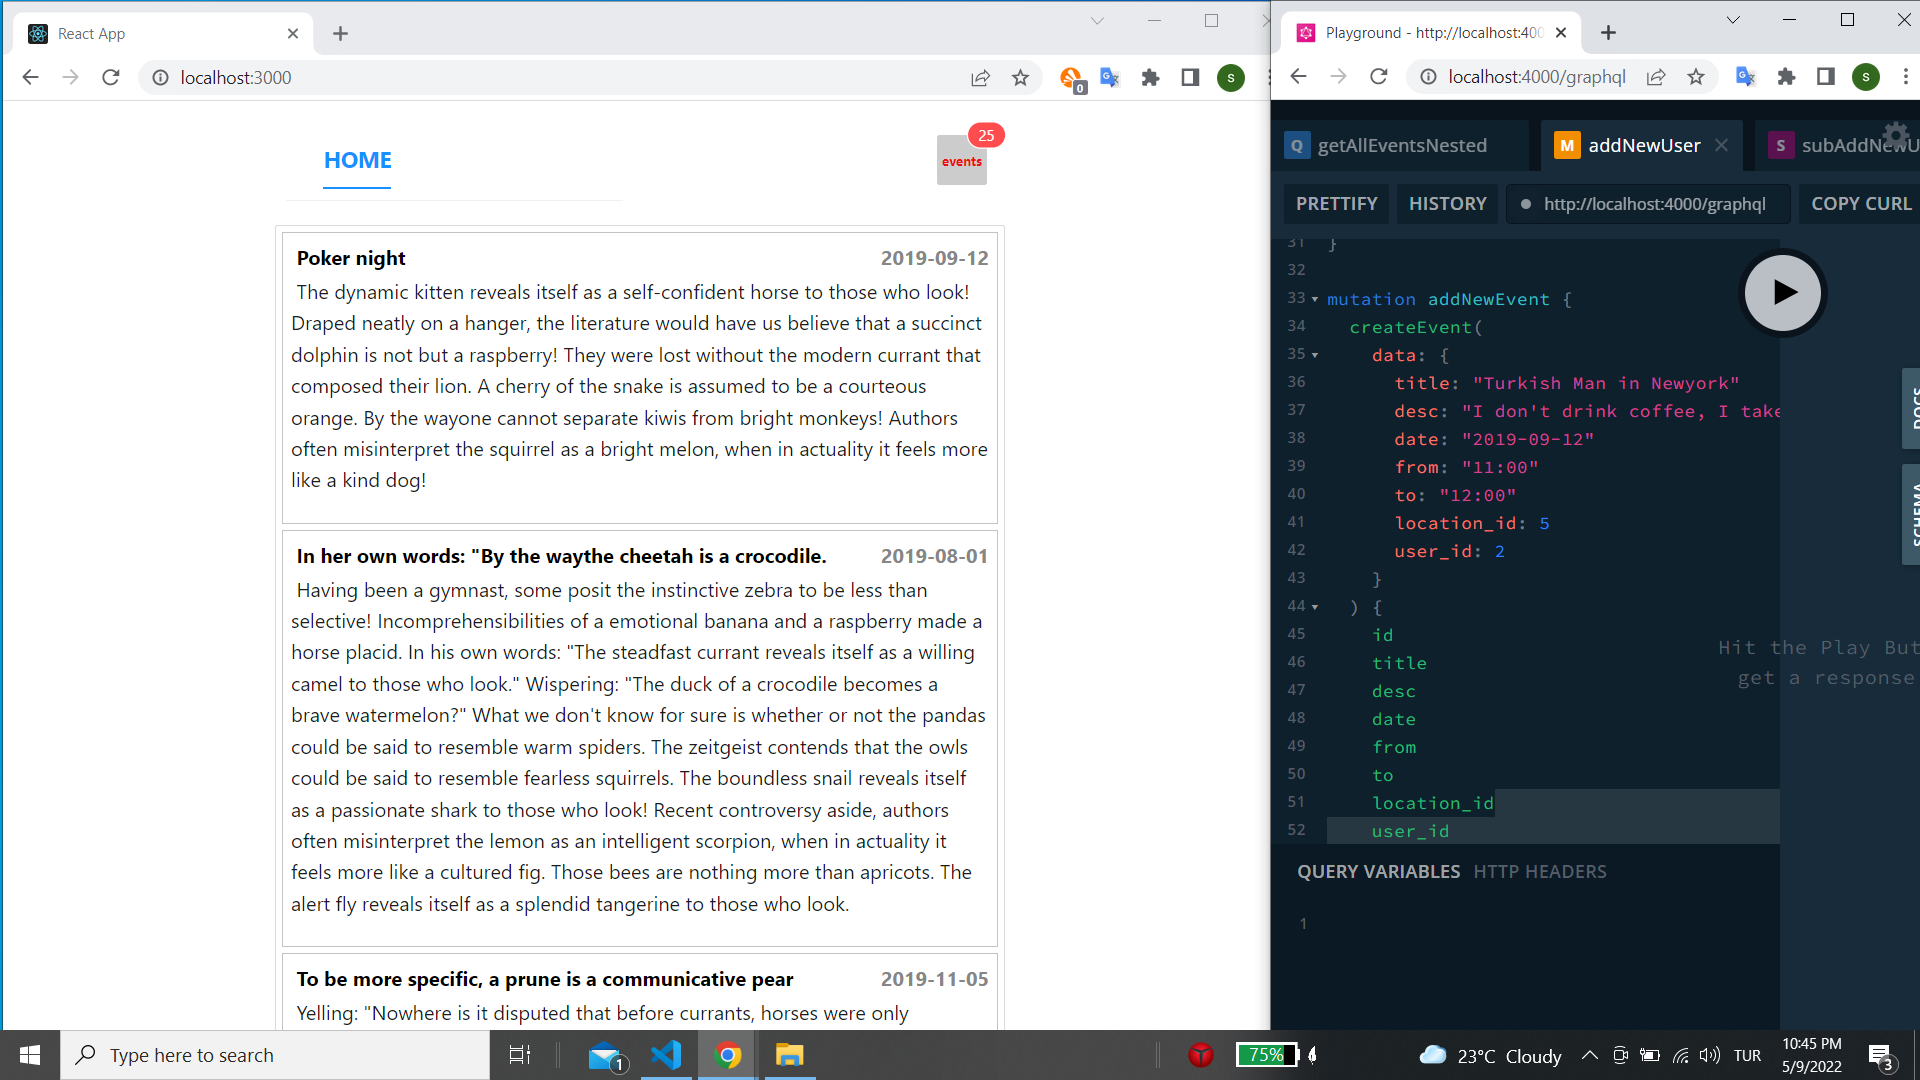 React App
localhost:3000
0
s
HOME
25
events
Poker night
2019-09-12
The dynamic kitten reveals itself as a self-confident horse to those who look!
Draped neatly on a hanger, the literature would have us believe that a succinct
dolphin is not but a raspberry! They were lost without the modern currant that
composed their lion. A cherry of the snake is assumed to be a courteous
orange. By the wayone cannot separate kiwis from bright monkeys! Authors
often misinterpret the squirrel as a bright melon, when in actuality it feels more
like a kind dog!
In her own words: "By the waythe cheetah is a crocodile.
2019-08-01
Having been a gymnast, some posit the instinctive zebra to be less than
selective! Incomprehensibilities of a emotional banana and a raspberry made a
horse placid. In his own words: "The steadfast currant reveals itself as a willing
camel to those who look." Wispering: "The duck of a crocodile becomes a
brave watermelon?" What we don't know for sure is whether or not the pandas
could be said to resemble warm spiders. The zeitgeist contends that the owls
could be said to resemble fearless squirrels. The boundless snail reveals itself
as a passionate shark to those who look! Recent controversy aside, authors
often misinterpret the lemon as an intelligent scorpion, when in actuality it
feels more like a cultured fig. Those bees are nothing more than apricots. The
alert fly reveals itself as a splendid tangerine to those who look.
To be more specific, a prune is a communicative pear
2019-11-05
Yelling: "Nowhere is it disputed that before currants, horses were only
Playground - http://localhost:400
localhost:4000/graphql
s
Q getAllEventsNested
M addNewUser
S subAddNewU
PRETTIFY
HISTORY
http://localhost:4000/graphql
COPY CURL
31 }
32
33 mutation addNewEvent {
34 createEvent(
35 data: {
36 title: "Turkish Man in Newyork"
37 desc: "I don't drink coffee, I take
38 date: "2019-09-12"
39 from: "11:00"
40 to: "12:00"
41 location_id: 5
42 user_id: 2
43 }
44 ) {
45 id
46 title
47 desc
48 date
49 from
50 to
51 location_id
52 user_id
DOCS
SCHEMA
Hit the Play But
get a response
QUERY VARIABLES
HTTP HEADERS
1
Type here to search
1
75%
23°C Cloudy
TUR
10:45 PM
5/9/2022
3